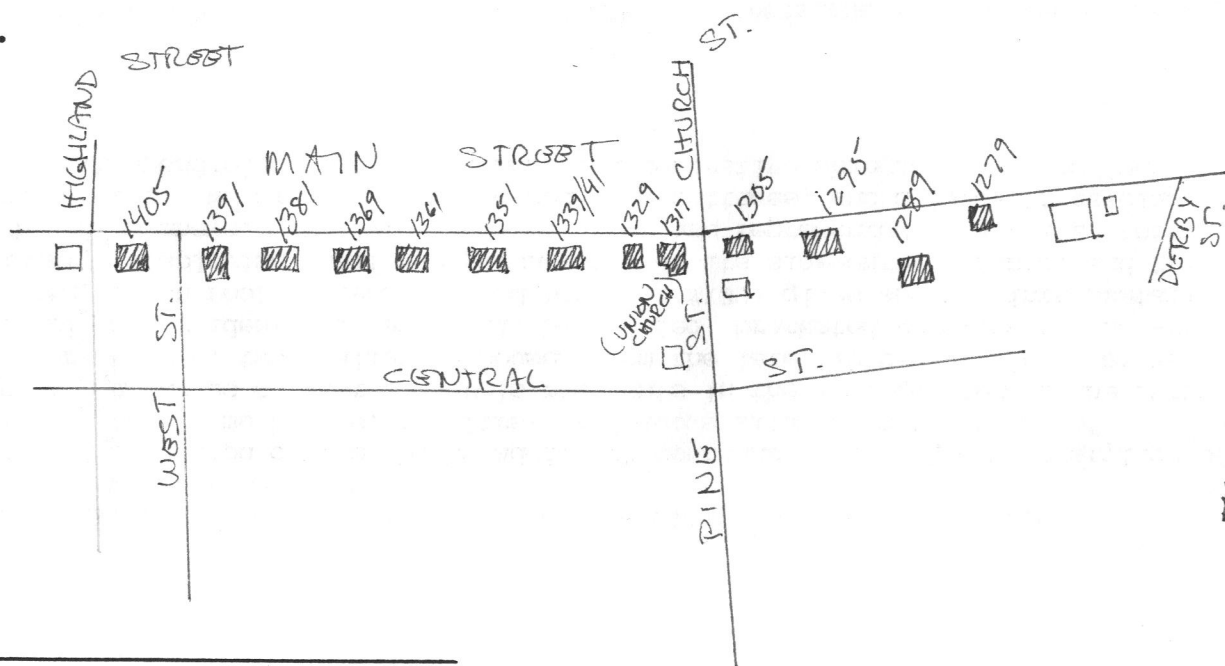 STREET
HIGHLAND
MAIN STREET
CHURCH ST.
1405
1391
1381
1369
1361
1351
1339/41
1329
1317
1305
1295
1289
1279
(UNION CHURCH)
DERBY ST.
WEST ST.
CENTRAL ST.
PINE ST.